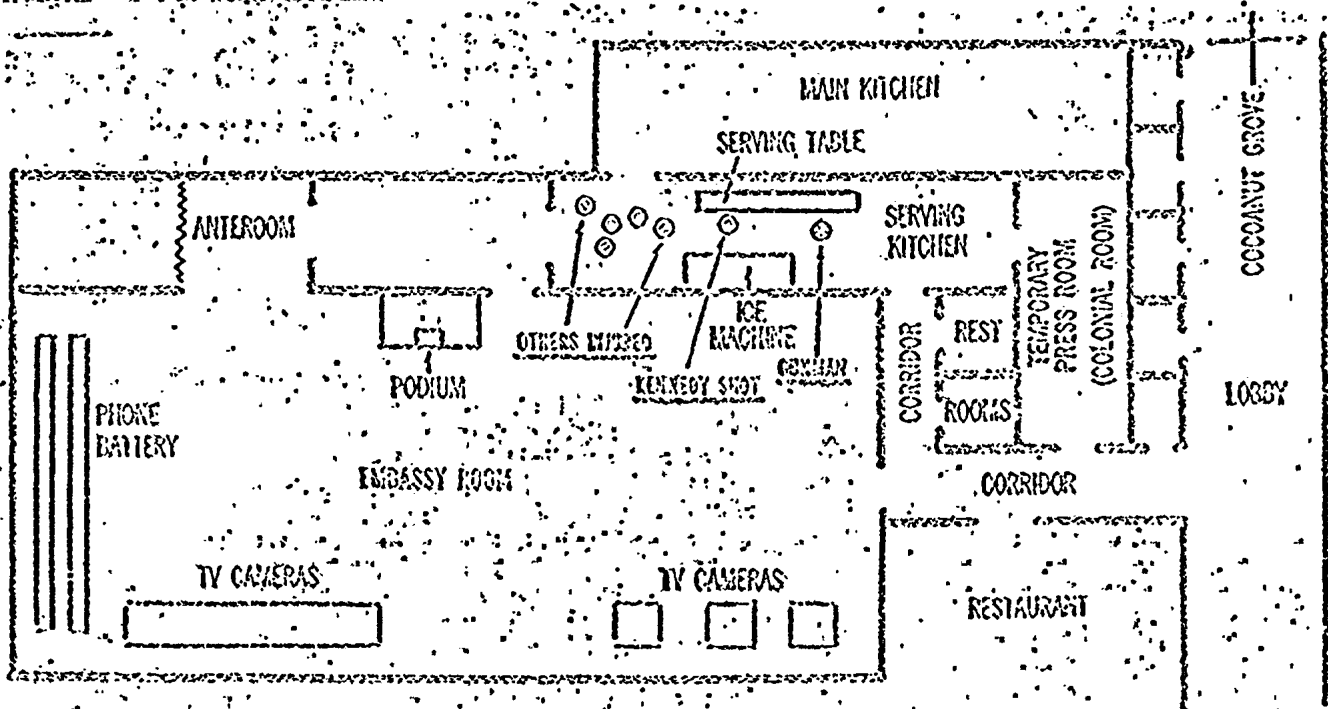 MAIN KITCHEN
SERVING TABLE
ANTEROOM
SERVING
KITCHEN
COCOANUT GROVE
TEMPORARY
PRESS ROOM
(COLONIAL ROOM)
OTHERS INJURED
ICE
MACHINE
KENNEDY SHOT
GUNMAN
CORRIDOR
REST
ROOMS
PODIUM
PHONE
BATTERY
LOBBY
EMBASSY ROOM
CORRIDOR
TV CAMERAS
TV CAMERAS
RESTAURANT